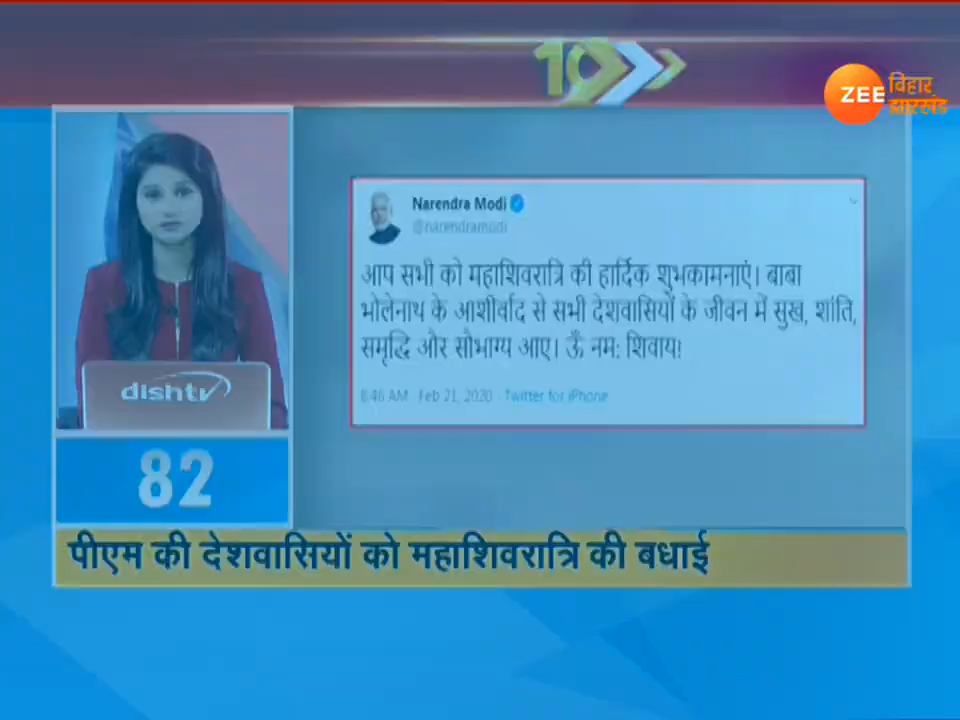 10
ZEE बिहार
झारखंड
Narendra Modi
@narendramodi
आप सभी को महाशिवरात्रि की हार्दिक शुभकामनाएं। बाबा
भोलेनाथ के आशीर्वाद से सभी देशवासियों के जीवन में सुख, शांति,
समृद्धि और सौभाग्य आए। ऊँ नम: शिवाय!
8:46 AM · Feb 21, 2020 · Twitter for iPhone
dishtv
82
पीएम की देशवासियों को महाशिवरात्रि की बधाई